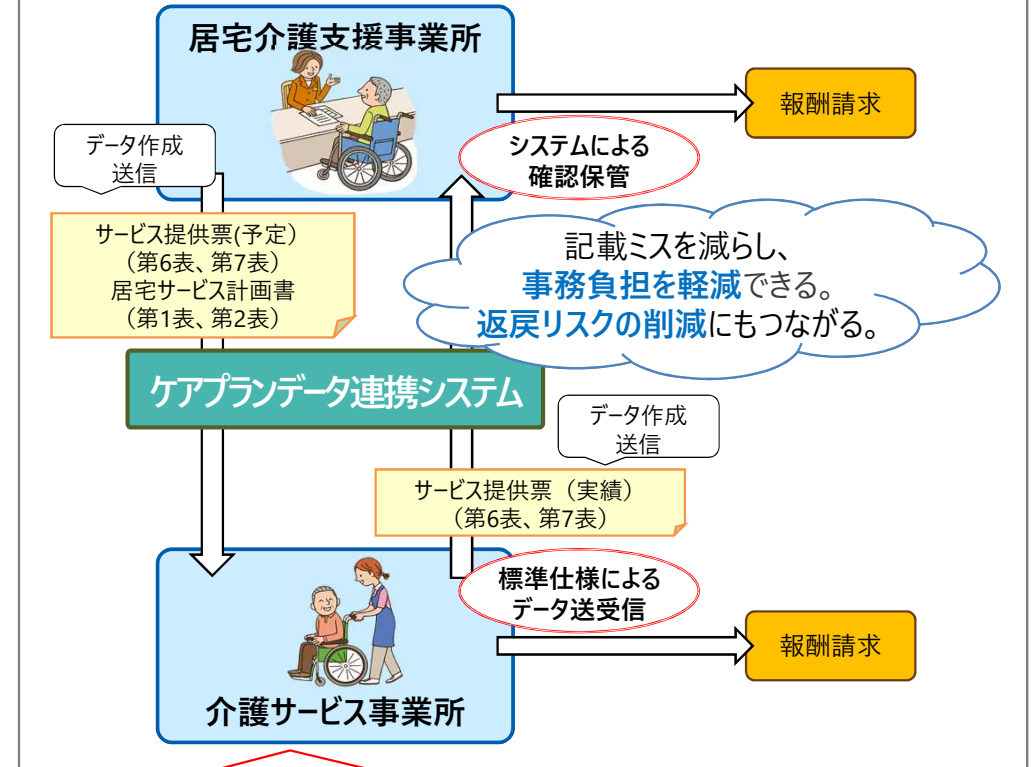 居宅介護支援事業所
報酬請求
データ作成
送信
システムによる
確認保管
サービス提供票(予定）
（第6表、第7表）
居宅サービス計画書
（第1表、第2表）
記載ミスを減らし、
事務負担を軽減できる。
返戻リスクの削減にもつながる。
ケアプランデータ連携システム
データ作成
送信
サービス提供票（実績）
（第6表、第7表）
標準仕様による
データ送受信
報酬請求
介護サービス事業所